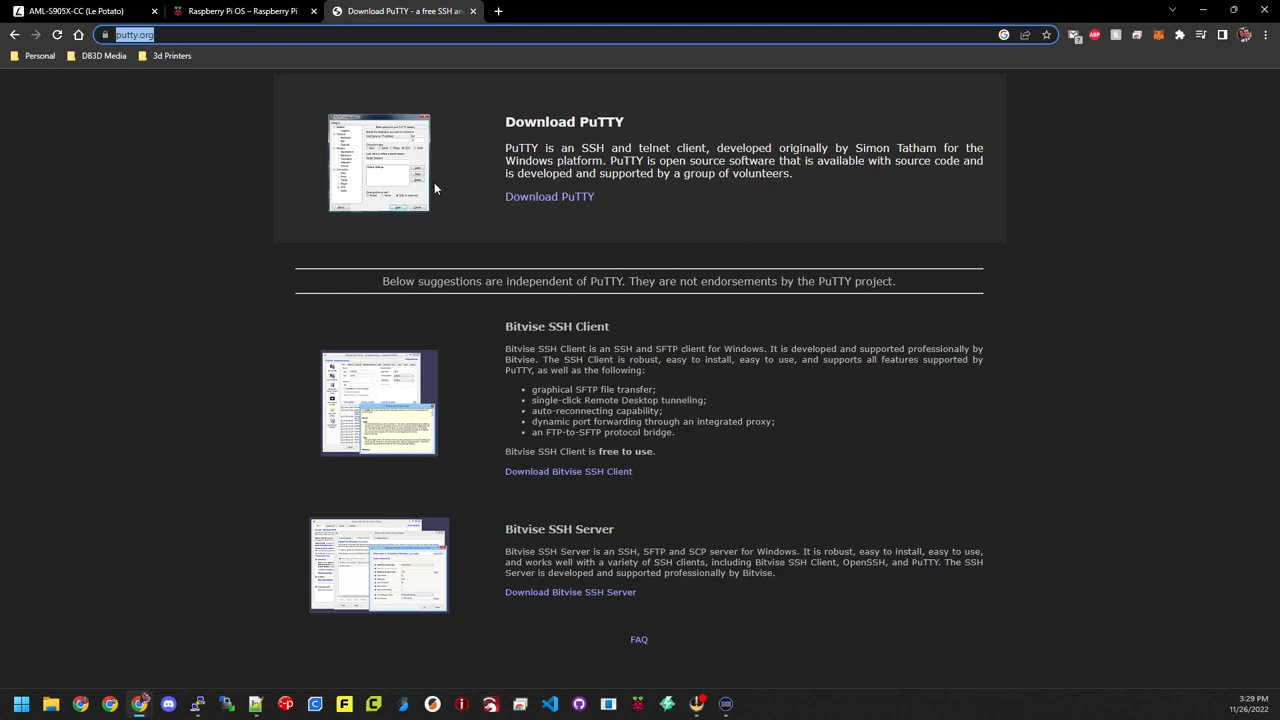 AML-S905X-CC (Le Potato)
Raspberry Pi OS – Raspberry Pi
Download PuTTY - a free SSH an
putty.org
Personal
DB3D Media
3d Printers
Download PuTTY
PuTTY is an SSH and telnet client, developed originally by Simon Tatham for the
Windows platform. PuTTY is open source software that is available with source code and
is developed and supported by a group of volunteers.
Download PuTTY
Below suggestions are independent of PuTTY. They are not endorsements by the PuTTY project.
Bitvise SSH Client
Bitvise SSH Client is an SSH and SFTP client for Windows. It is developed and supported professionally by
Bitvise. The SSH Client is robust, easy to install, easy to use, and supports all features supported by
PuTTY, as well as the following:
• graphical SFTP file transfer;
• single-click Remote Desktop tunneling;
• auto-reconnecting capability;
• dynamic port forwarding through an integrated proxy;
• an FTP-to-SFTP protocol bridge.
Bitvise SSH Client is free to use.
Download Bitvise SSH Client
Bitvise SSH Server
Bitvise SSH Server is an SSH, SFTP and SCP server for Windows. It is robust, easy to install, easy to use,
and works well with a variety of SSH clients, including Bitvise SSH Client, OpenSSH, and PuTTY. The SSH
Server is developed and supported professionally by Bitvise.
Download Bitvise SSH Server
FAQ
3:29 PM
11/26/2022